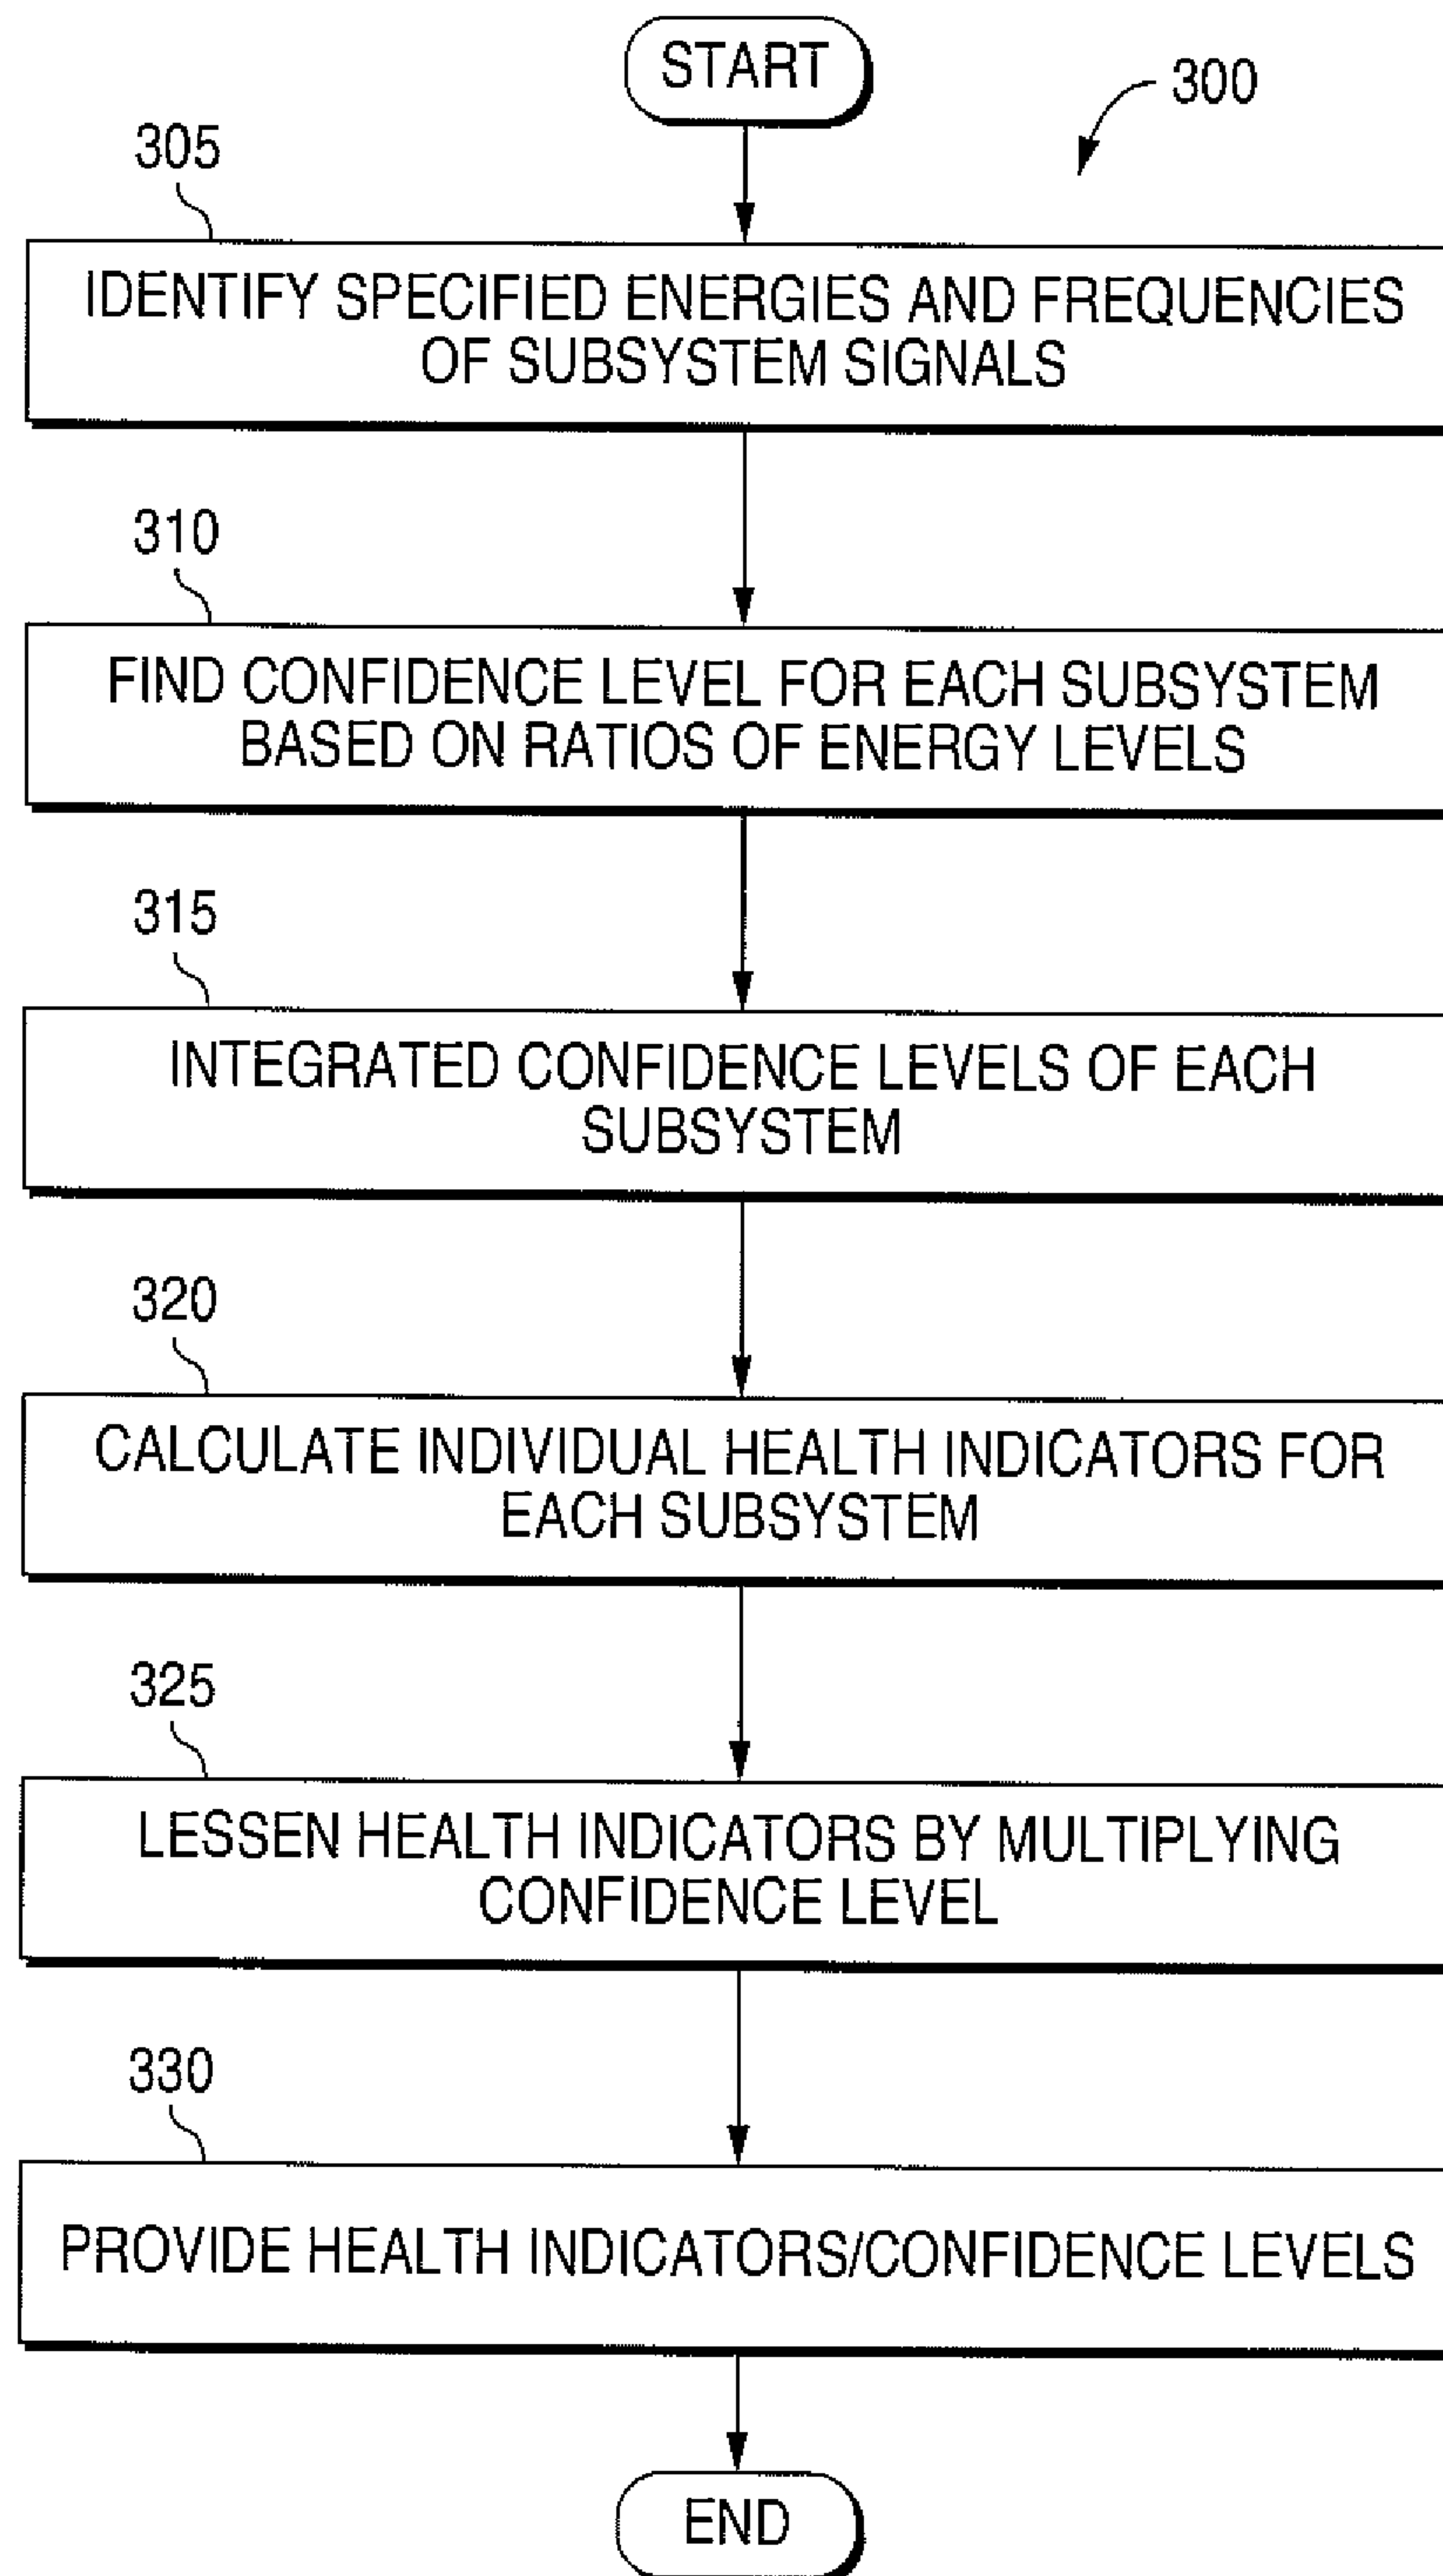 START
300
305
IDENTIFY SPECIFIED ENERGIES AND FREQUENCIES
OF SUBSYSTEM SIGNALS
310
FIND CONFIDENCE LEVEL FOR EACH SUBSYSTEM
BASED ON RATIOS OF ENERGY LEVELS
315
INTEGRATED CONFIDENCE LEVELS OF EACH
SUBSYSTEM
320
CALCULATE INDIVIDUAL HEALTH INDICATORS FOR
EACH SUBSYSTEM
325
LESSEN HEALTH INDICATORS BY MULTIPLYING
CONFIDENCE LEVEL
330
PROVIDE HEALTH INDICATORS/CONFIDENCE LEVELS
END